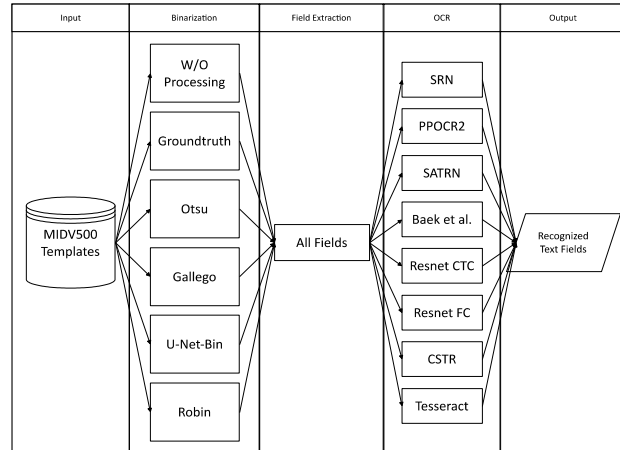 Input
Binarization
Field Extraction
OCR
Output
MIDV500
Templates
W/O
Processing
Groundtruth
Otsu
Gallego
U-Net-Bin
Robin
All Fields
SRN
PPOCR2
SATRN
Baek et al.
Resnet CTC
Resnet FC
CSTR
Tesseract
Recognized
Text Fields